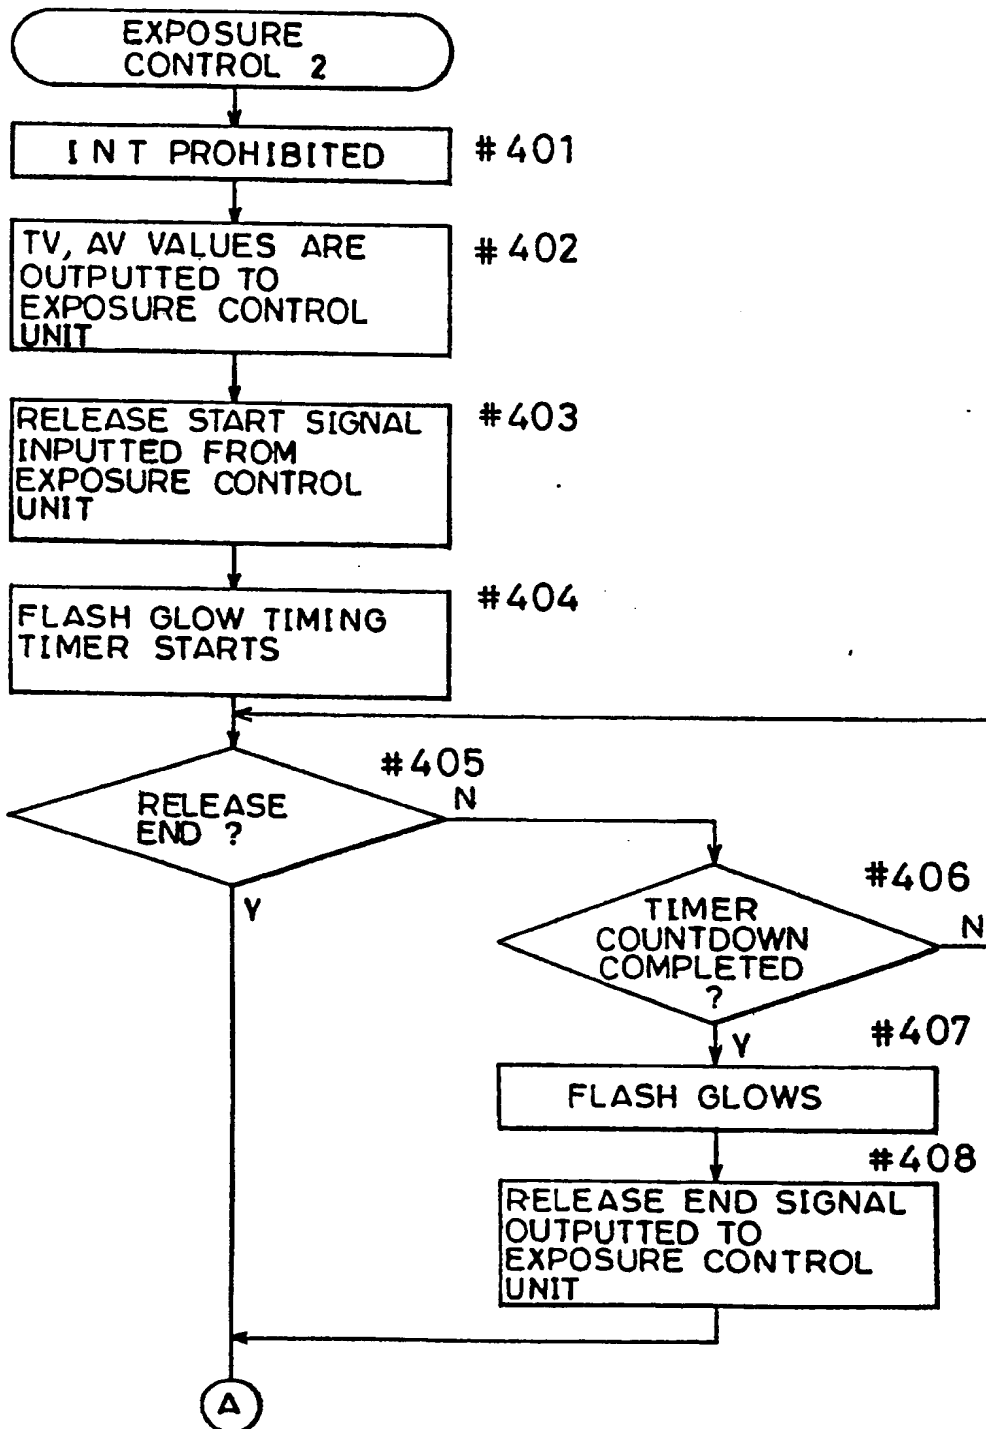 EXPOSURE
CONTROL 2
INT PROHIBITED
#401
TV, AV VALUES ARE
OUTPUTTED TO
EXPOSURE CONTROL
UNIT
#402
RELEASE START SIGNAL
INPUTTED FROM
EXPOSURE CONTROL
UNIT
#403
FLASH GLOW TIMING
TIMER STARTS
#404
#405
RELEASE
END ?
N
Y
#406
TIMER
COUNTDOWN
COMPLETED
?
N
Y
#407
FLASH GLOWS
#408
RELEASE END SIGNAL
OUTPUTTED TO
EXPOSURE CONTROL
UNIT
A